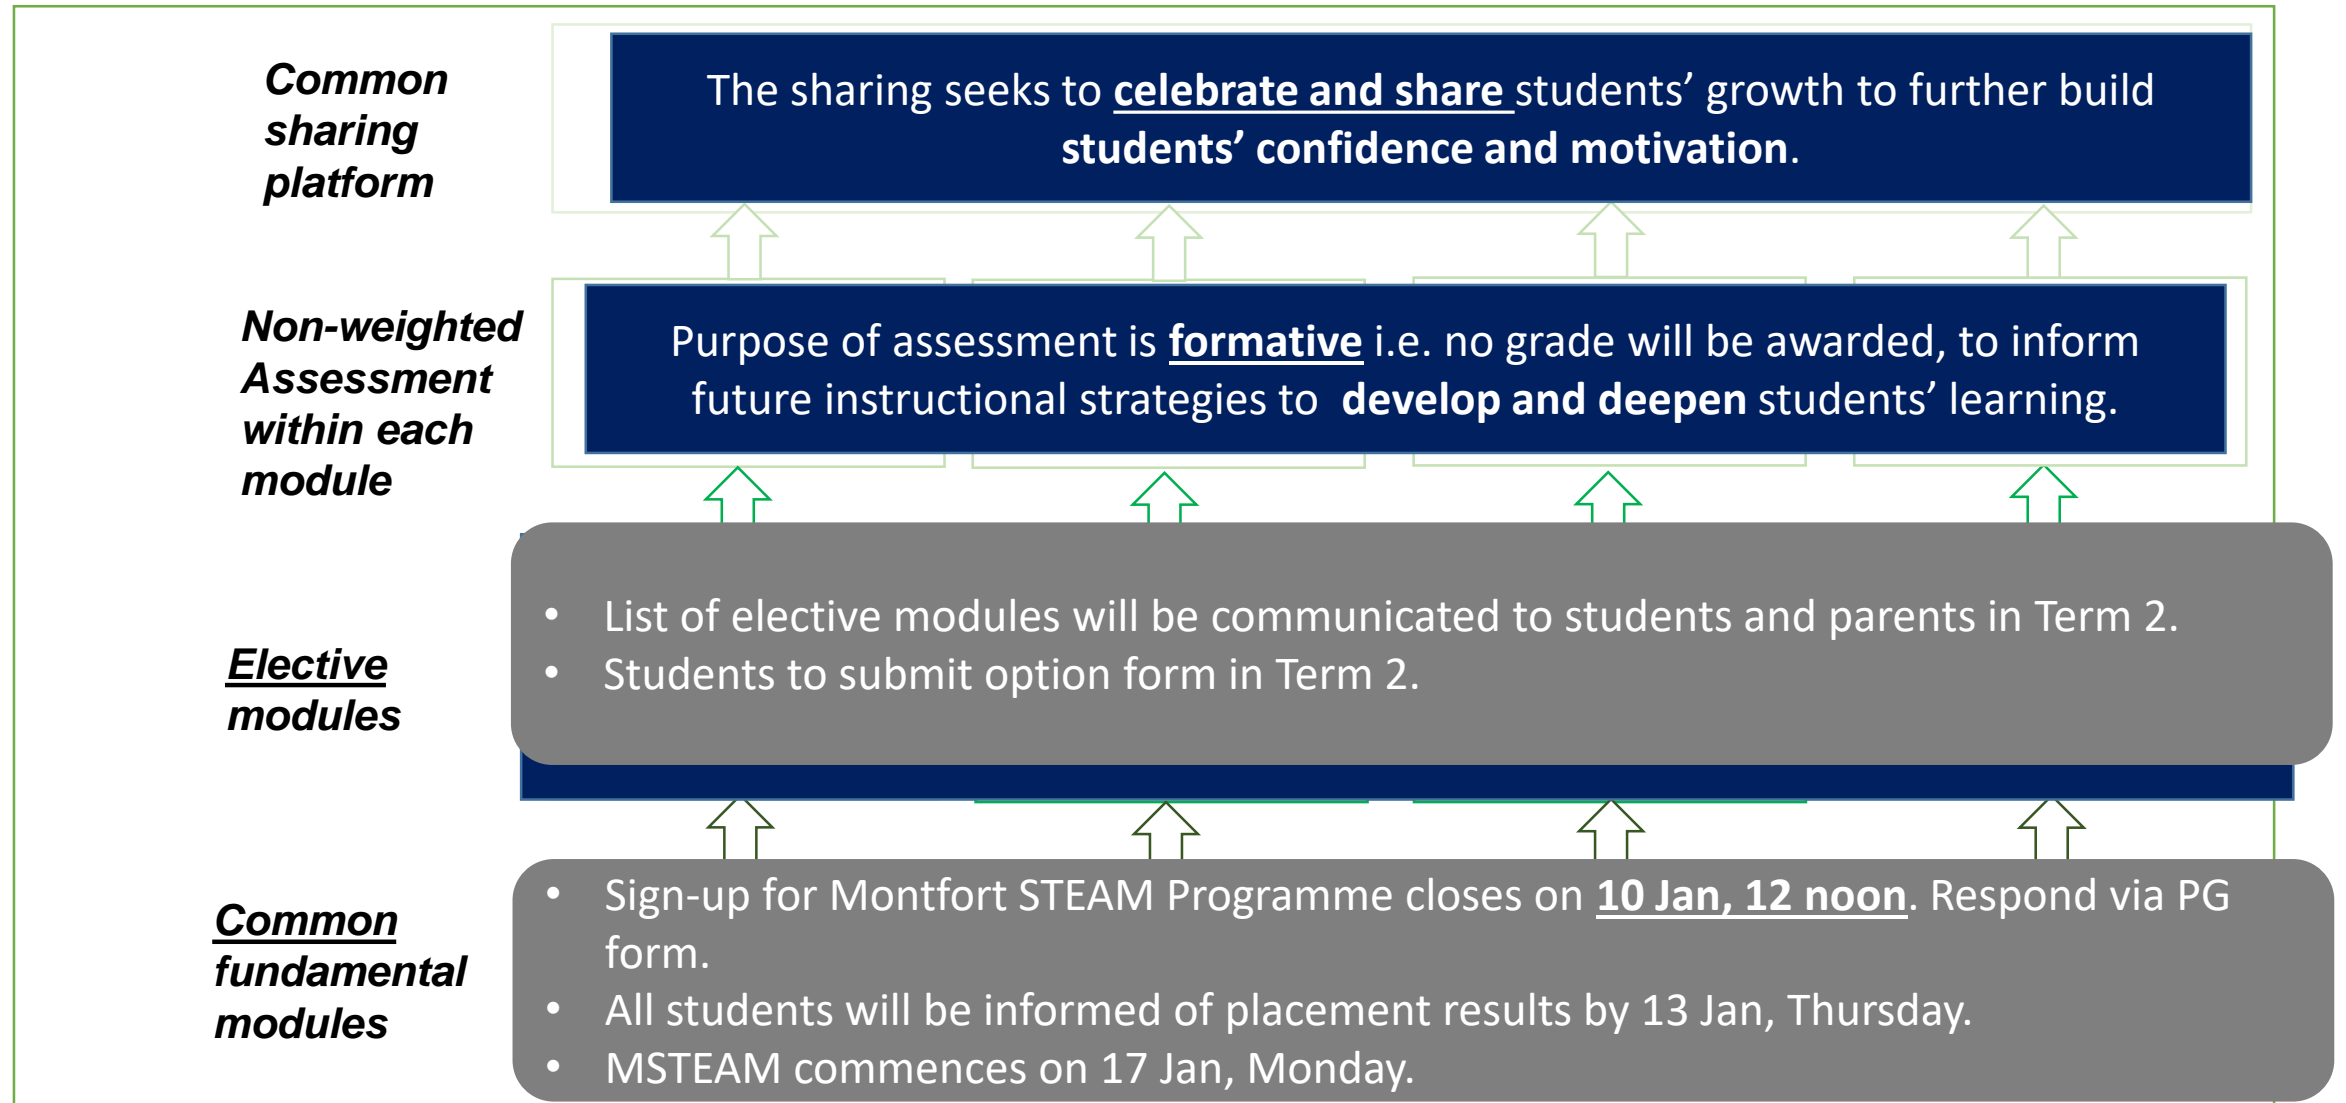 Common
sharing
platform
The sharing seeks to celebrate and share students’ growth to further build
students’ confidence and motivation.
Non-weighted
Assessment
within each
module
Purpose of assessment is formative i.e. no grade will be awarded, to inform
future instructional strategies to develop and deepen students’ learning.
Elective
modules
• List of elective modules will be communicated to students and parents in Term 2.
• Students to submit option form in Term 2.
Common
fundamental
modules
• Sign-up for Montfort STEAM Programme closes on 10 Jan, 12 noon. Respond via PG
form.
• All students will be informed of placement results by 13 Jan, Thursday.
• MSTEAM commences on 17 Jan, Monday.